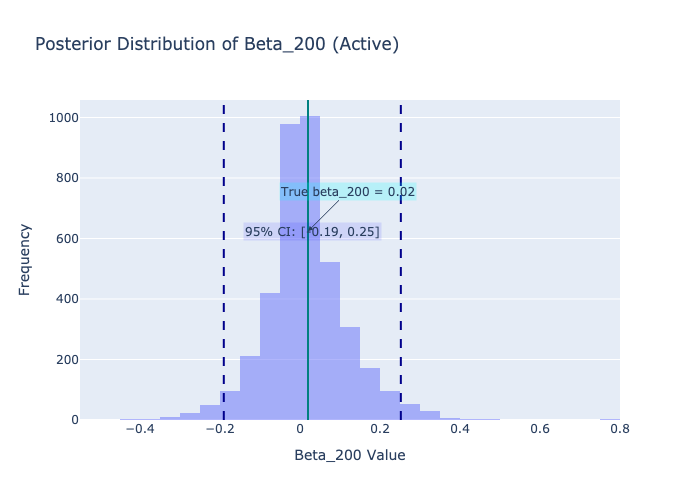 Posterior Distribution of Beta_200 (Active)
1000
800
600
400
200
0
True beta_200 = 0.02
95% CI: [-0.19, 0.25]
−0.4
−0.2
0
0.2
0.4
0.6
0.8
Beta_200 Value
Frequency